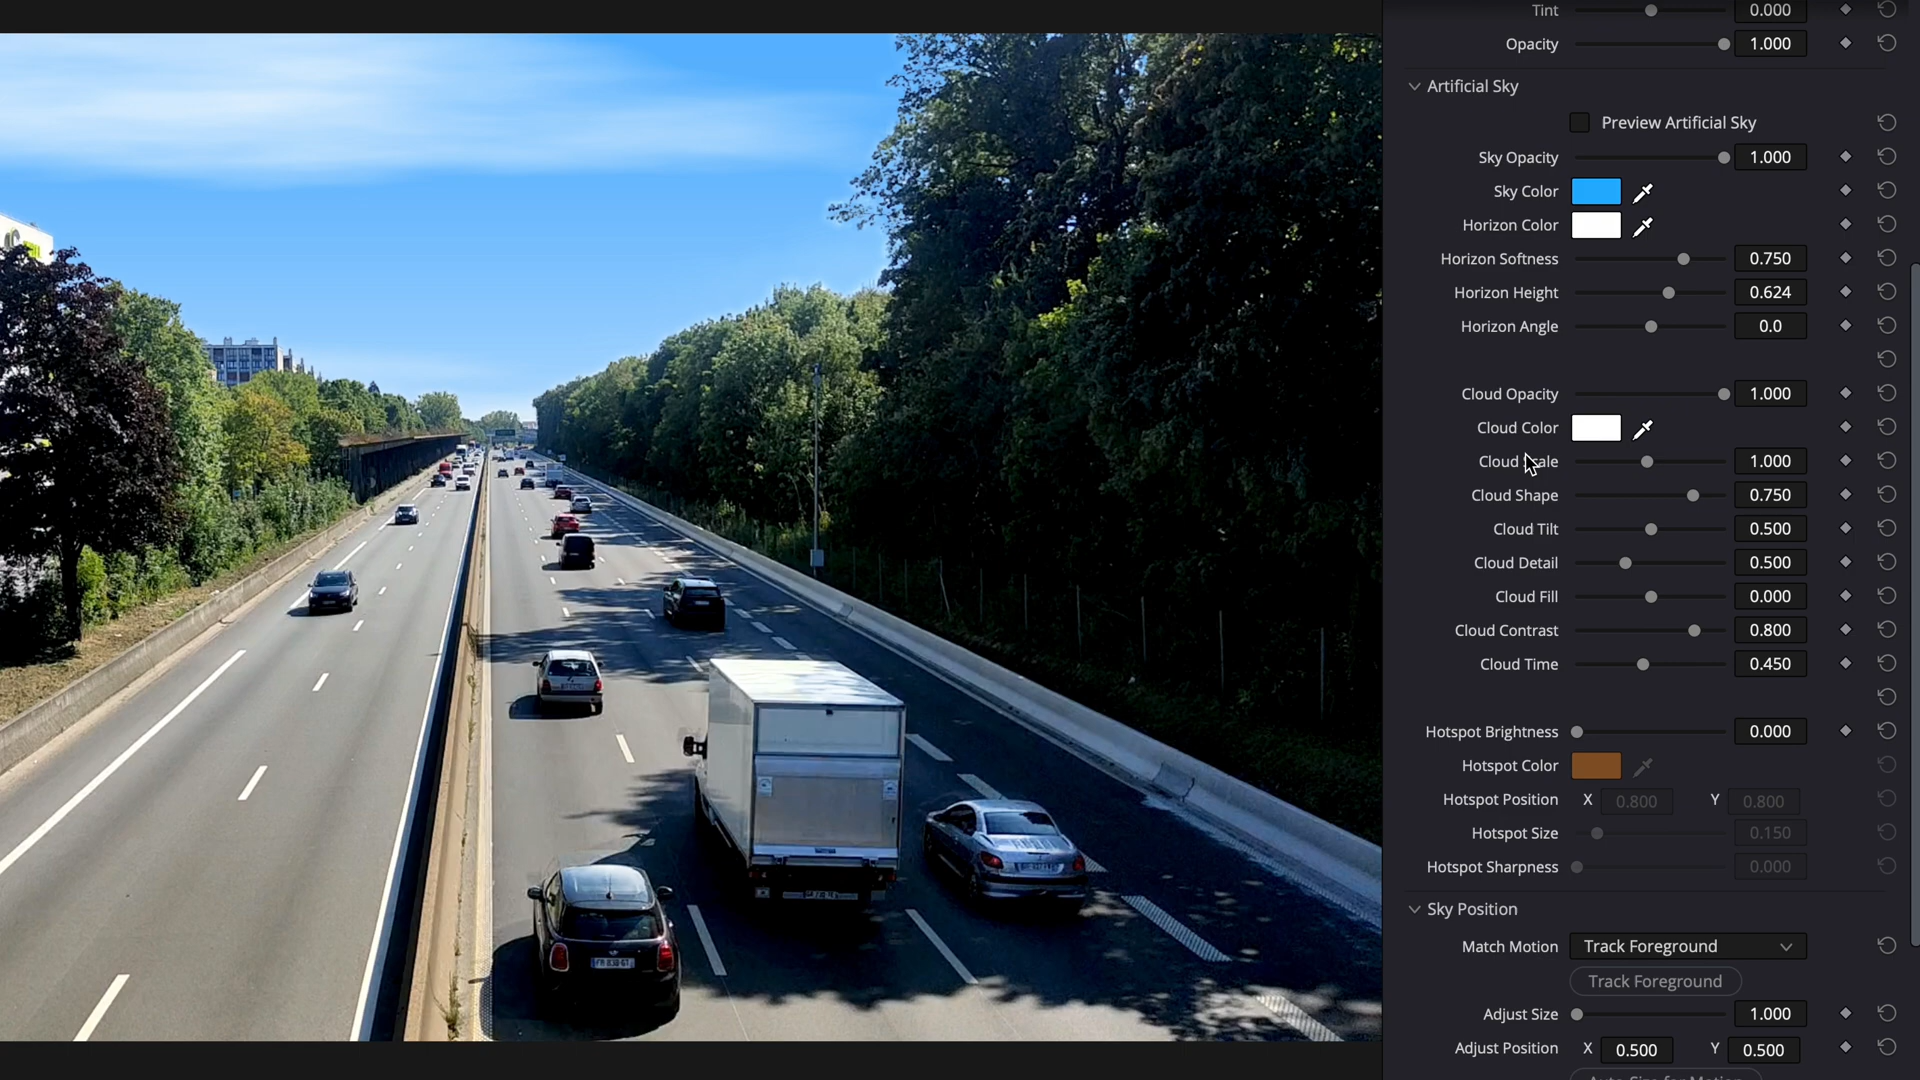 Tint 0.000
Opacity 1.000
Artificial Sky
Preview Artificial Sky
Sky Opacity 1.000
Sky Color
Horizon Color
Horizon Softness 0.750
Horizon Height 0.624
Horizon Angle 0.0
Cloud Opacity 1.000
Cloud Color
Cloud 1.000
Cloud Shape 0.750
Cloud Tilt 0.500
Cloud Detail 0.500
Cloud Fill 0.000
Cloud Contrast 0.800
Cloud Time 0.450
Hotspot Brightness 0.000
Hotspot Color
Hotspot Position X 0.800 Y 0.800
Hotspot Size 0.150
Hotspot Sharpness 0.000
Sky Position
Match Motion Track Foreground
Track Foreground
Adjust Size 1.000
Adjust Position X 0.500 Y 0.500